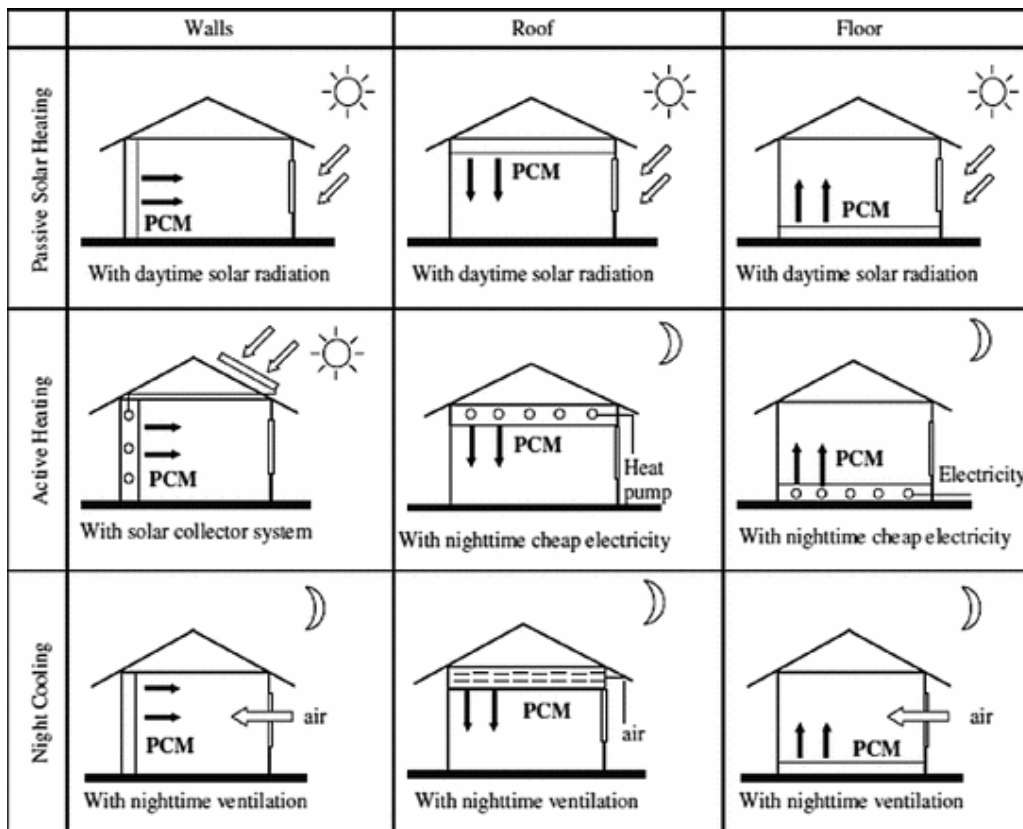 Walls
Roof
Floor
Passive Solar Heating
PCM
With daytime solar radiation
PCM
With daytime solar radiation
PCM
With daytime solar radiation
Active Heating
PCM
With solar collector system
PCM
Heat
pump
With nighttime cheap electricity
PCM
Electricity
With nighttime cheap electricity
Night Cooling
air
PCM
With nighttime ventilation
PCM
air
With nighttime ventilation
air
PCM
With nighttime ventilation